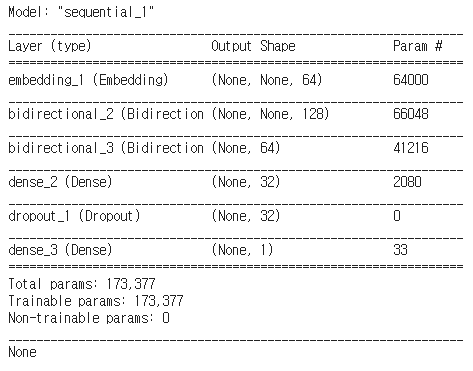 Model: "sequential_1"
Layer (type) Output Shape Param #
embedding_1 (Embedding) (None, None, 64) 64000
bidirectional_2 (Bidirection (None, None, 128) 66048
bidirectional_3 (Bidirection (None, 64) 41216
dense_2 (Dense) (None, 32) 2080
dropout_1 (Dropout) (None, 32) 0
dense_3 (Dense) (None, 1) 33
Total params: 173,377
Trainable params: 173,377
Non-trainable params: 0
None